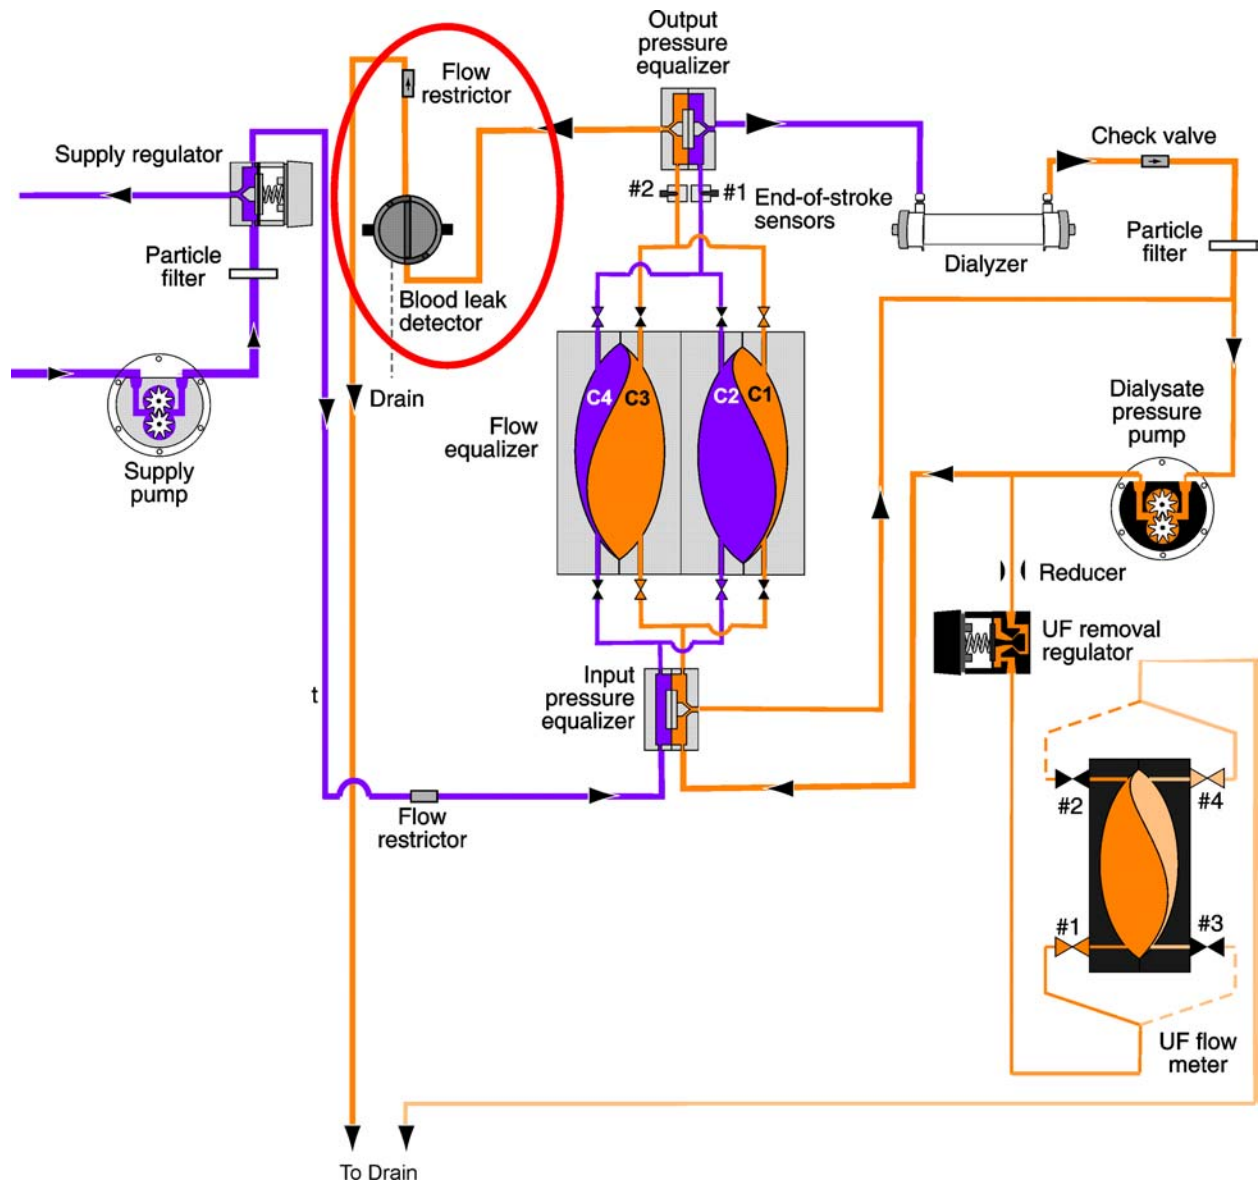 Output
pressure
equalizer
Flow
restrictor
Check valve
Supply regulator
#2
#1
End-of-stroke
sensors
Particle
filter
Particle
filter
Dialyzer
Blood leak
detector
Drain
C4
C3
C2
C1
Flow
equalizer
Dialysate
pressure
pump
Supply
pump
Reducer
UF removal
regulator
Input
pressure
equalizer
t
#2
#4
Flow
restrictor
#1
#3
UF flow
meter
To Drain